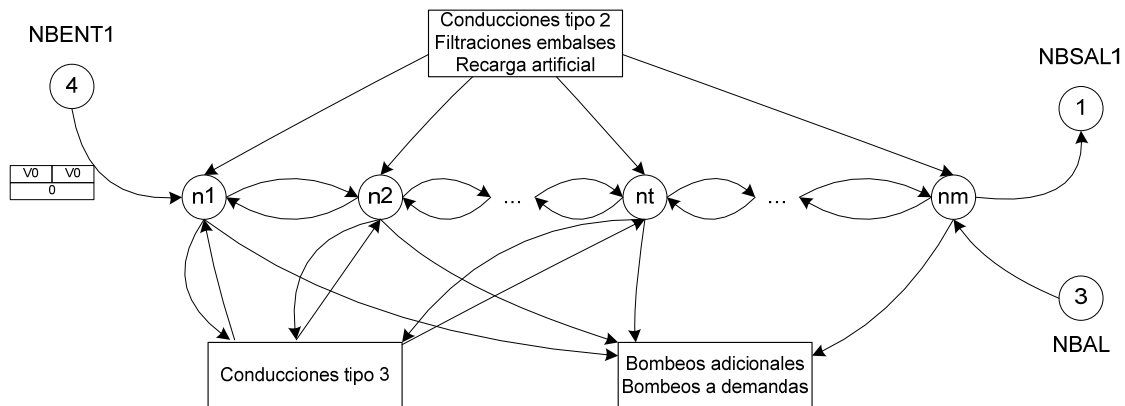 Conducciones tipo 2
Filtraciones embalses
Recarga artificial
NBENT1
NBSAL1
4
1
V0 V0
0
n1
n2
...
nt
...
nm
3
NBAL
Conducciones tipo 3
Bombeos adicionales
Bombeos a demandas